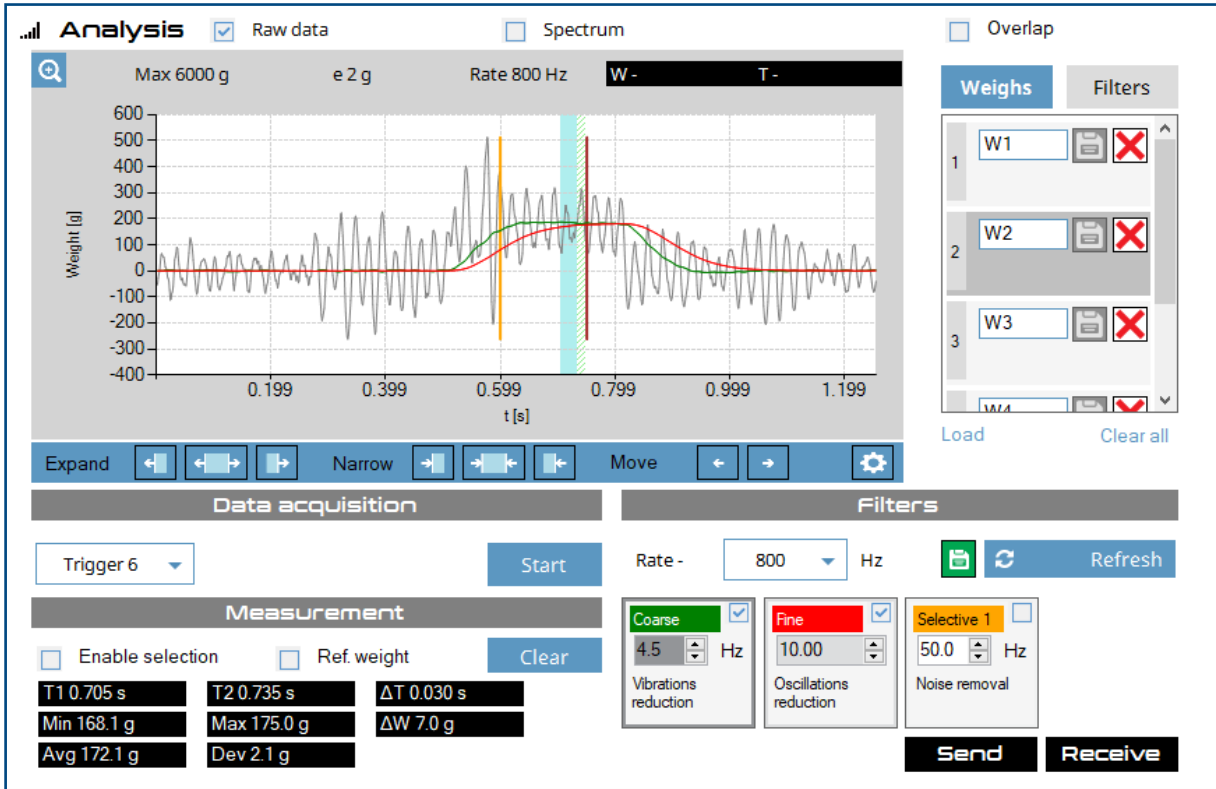 Analysis Raw data Spectrum Overlap
Max 6000 g e 2 g Rate 800 Hz W - T -
Weighs Filters
600
500
400
300
200
100
0
-100
-200
-300
-400
Weight [g]
0.199 0.399 0.599 0.799 0.999 1.199
t [s]
1 W1
2 W2
3 W3
W4
Load Clear all
Expand Narrow Move
Data acquisition
Trigger 6 Start
Measurement
Enable selection Ref. weight Clear
T1 0.705 s T2 0.735 s ΔT 0.030 s
Min 168.1 g Max 175.0 g ΔW 7.0 g
Avg 172.1 g Dev 2.1 g
Filters
Rate - 800 Hz Refresh
Coarse Fine Selective 1
4.5 Hz 10.00 50.0 Hz
Vibrations reduction Oscillations reduction Noise removal
Send Receive